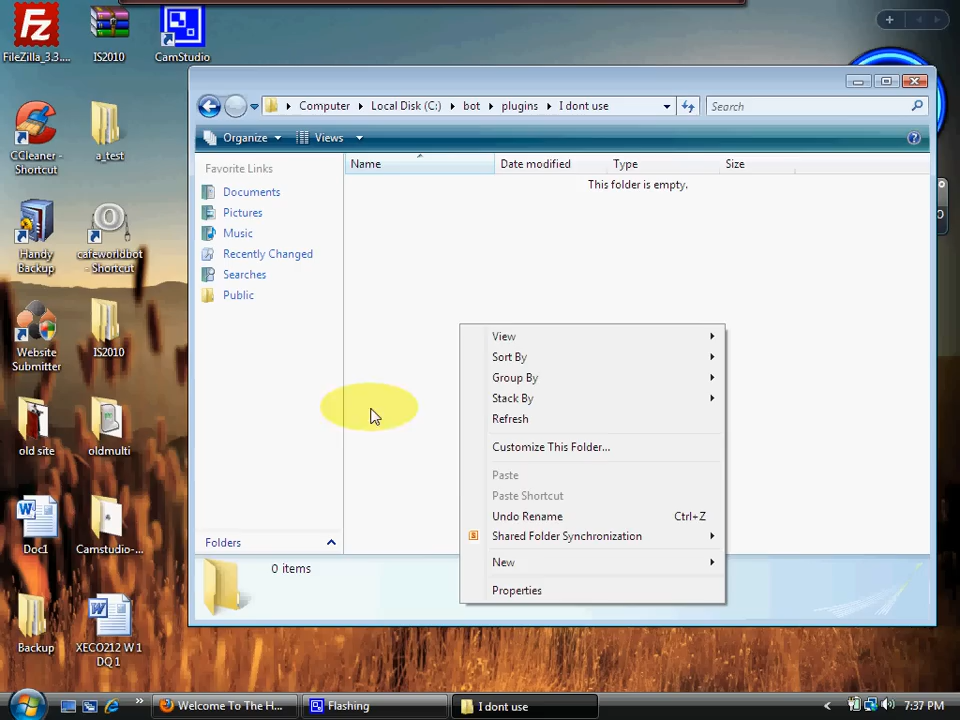 FileZilla_3.3....
IS2010
CamStudio
CCleaner - Shortcut
a_test
Handy Backup
cafeworldbot - Shortcut
Website Submitter
IS2010
old site
oldmulti
Doc1
Camstudio-...
Backup
XECO212 W 1 DQ 1
Computer Local Disk (C:) bot plugins I dont use
Search
Organize Views
Favorite Links
Documents
Pictures
Music
Recently Changed
Searches
Public
Folders
Name Date modified Type Size
This folder is empty.
View
Sort By
Group By
Stack By
Refresh
Customize This Folder...
Paste
Paste Shortcut
Undo Rename Ctrl+Z
Shared Folder Synchronization
New
Properties
0 items
Welcome To The H...
Flashing
I dont use
7:37 PM